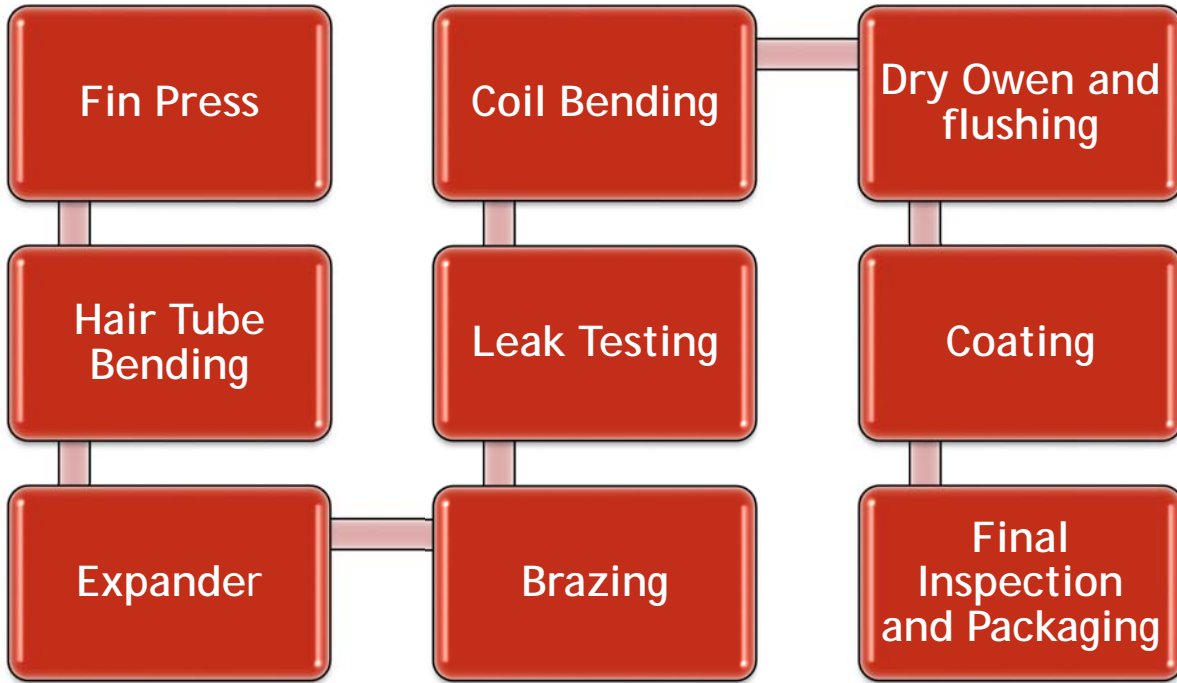 Fin Press
Hair Tube
Bending
Expander
Brazing
Leak Testing
Coil Bending
Dry Owen and
flushing
Coating
Final
Inspection
and Packaging